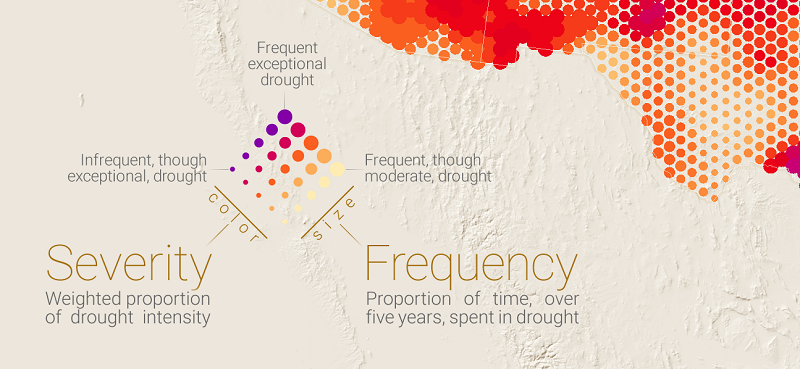 Frequent
exceptional
drought
Infrequent, though
exceptional, drought
Frequent, though
moderate, drought
color
size
Severity
Weighted proportion
of drought intensity
Frequency
Proportion of time, over
five years, spent in drought